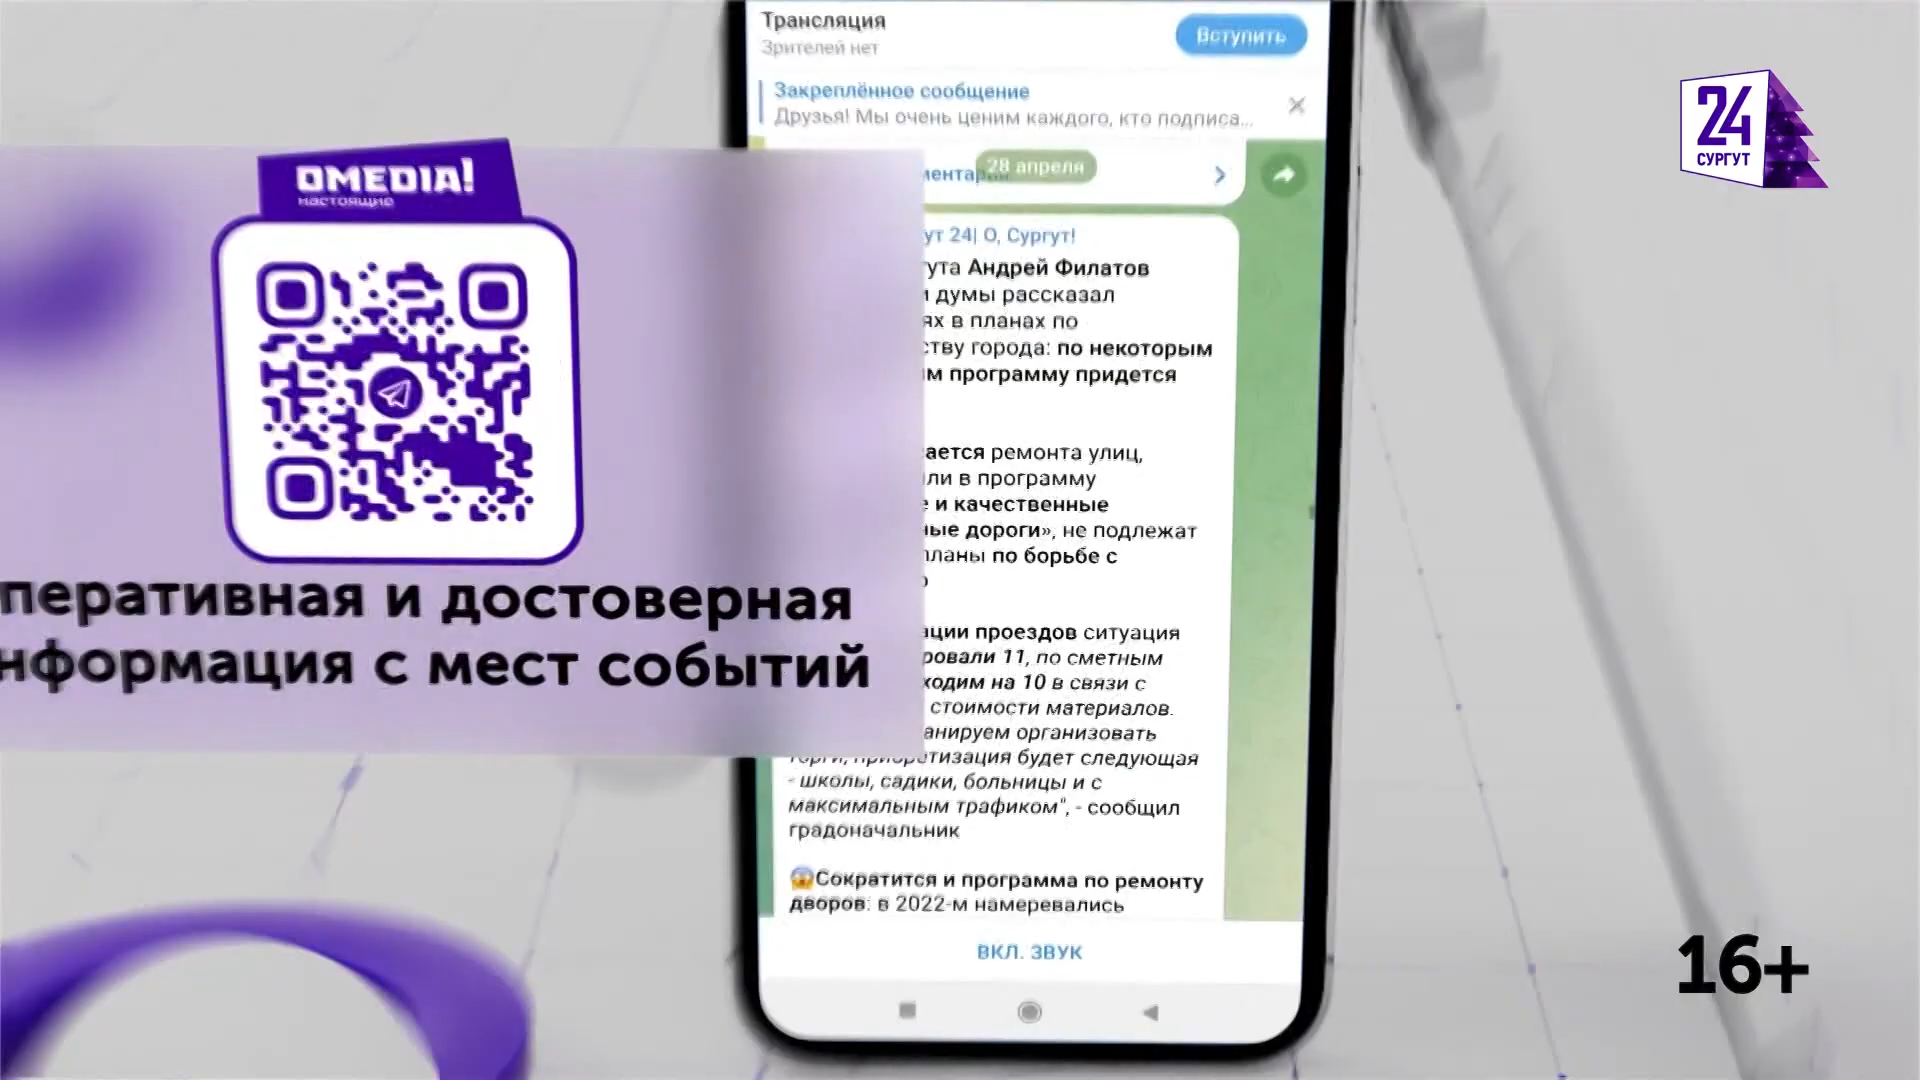 Трансляция
Зрителей нет
Вступить
Закреплённое сообщение
Друзья! Мы очень ценим каждого, кто подписа...
28 апреля
24
СУРГУТ
OMEDIA!
настоящие
ут 24| О, Сургут!
ута Андрей Филатов
и думы рассказал
ях в планах по
ству города: по некоторым
м программу придется
ается ремонта улиц,
ли в программу
е и качественные
ные дороги», не подлежат
планы по борьбе с
ации проездов ситуация
ровали 11, по сметным
ходим на 10 в связи с
стоимости материалов.
анируем организовать
торги, приоретизация будет следующая
- школы, садики, больницы и с
максимальным трафиком", - сообщил
градоначальник
😱Сократится и программа по ремонту
дворов: в 2022-м намеревались
ВКЛ. ЗВУК
перативная и достоверная
нформация с мест событий
16+